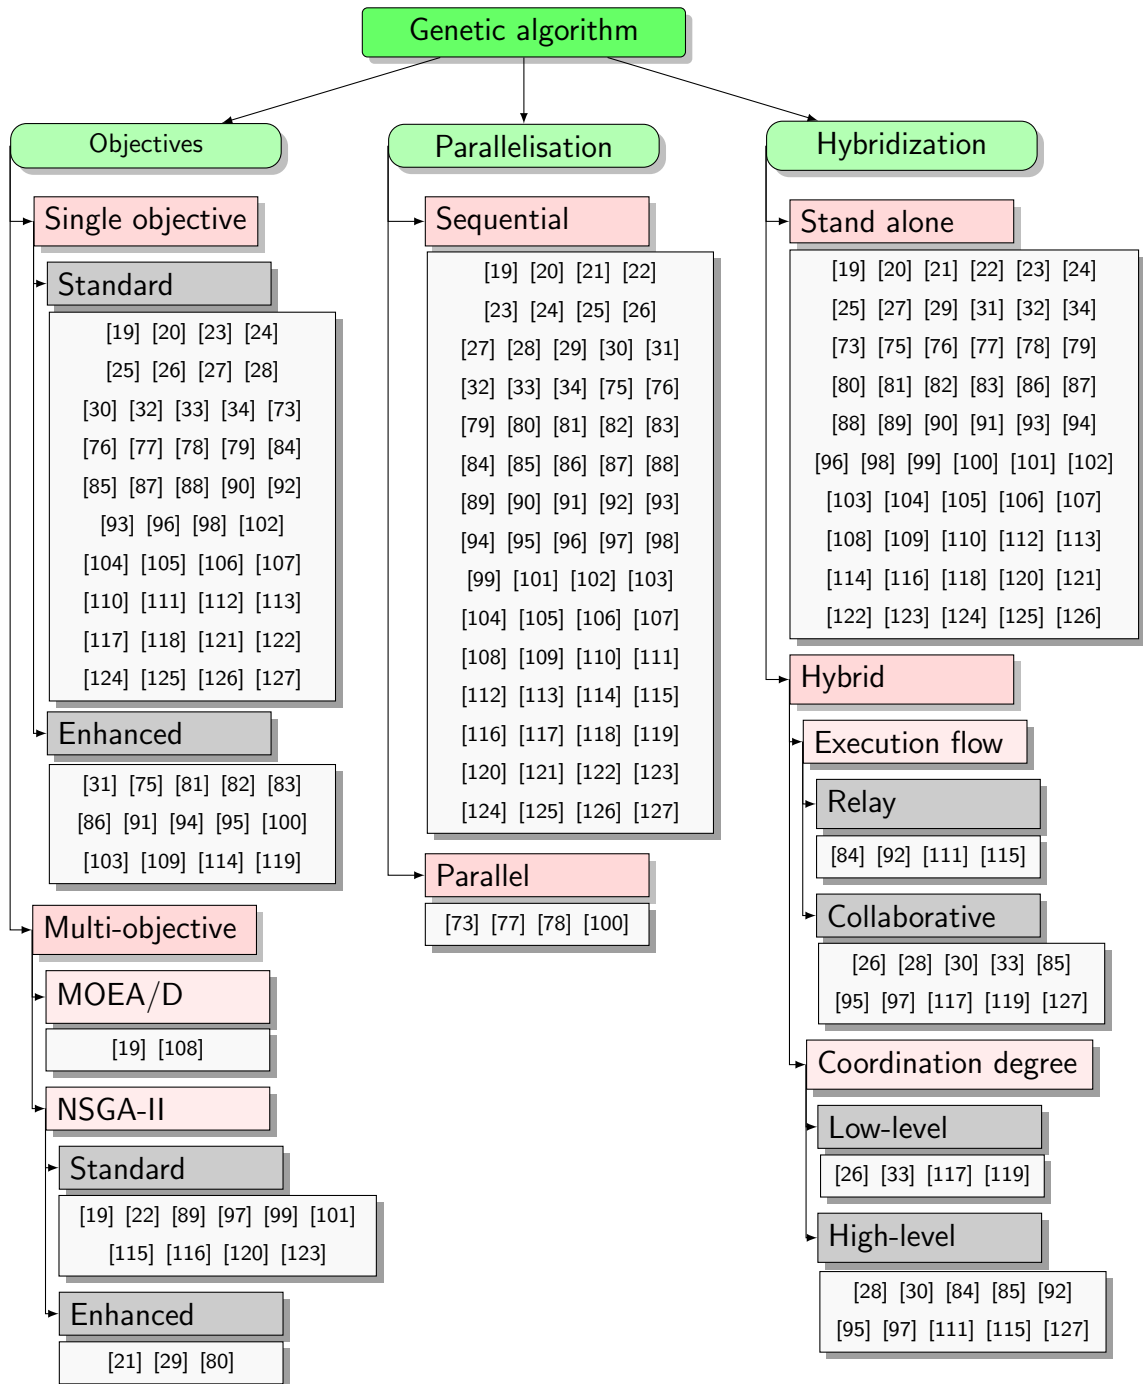 Genetic algorithm
Objectives
Single objective
Standard
[19] [20] [23] [24]
[25] [26] [27] [28]
[30] [32] [33] [34] [73]
[76] [77] [78] [79] [84]
[85] [87] [88] [90] [92]
[93] [96] [98] [102]
[104] [105] [106] [107]
[110] [111] [112] [113]
[117] [118] [121] [122]
[124] [125] [126] [127]
Enhanced
[31] [75] [81] [82] [83]
[86] [91] [94] [95] [100]
[103] [109] [114] [119]
Multi-objective
MOEA/D
[19] [108]
NSGA-II
Standard
[19] [22] [89] [97] [99] [101]
[115] [116] [120] [123]
Enhanced
[21] [29] [80]
Parallelisation
Sequential
[19] [20] [21] [22]
[23] [24] [25] [26]
[27] [28] [29] [30] [31]
[32] [33] [34] [75] [76]
[79] [80] [81] [82] [83]
[84] [85] [86] [87] [88]
[89] [90] [91] [92] [93]
[94] [95] [96] [97] [98]
[99] [101] [102] [103]
[104] [105] [106] [107]
[108] [109] [110] [111]
[112] [113] [114] [115]
[116] [117] [118] [119]
[120] [121] [122] [123]
[124] [125] [126] [127]
Parallel
[73] [77] [78] [100]
Hybridization
Stand alone
[19] [20] [21] [22] [23] [24]
[25] [27] [29] [31] [32] [34]
[73] [75] [76] [77] [78] [79]
[80] [81] [82] [83] [86] [87]
[88] [89] [90] [91] [93] [94]
[96] [98] [99] [100] [101] [102]
[103] [104] [105] [106] [107]
[108] [109] [110] [112] [113]
[114] [116] [118] [120] [121]
[122] [123] [124] [125] [126]
Hybrid
Execution flow
Relay
[84] [92] [111] [115]
Collaborative
[26] [28] [30] [33] [85]
[95] [97] [117] [119] [127]
Coordination degree
Low-level
[26] [33] [117] [119]
High-level
[28] [30] [84] [85] [92]
[95] [97] [111] [115] [127]